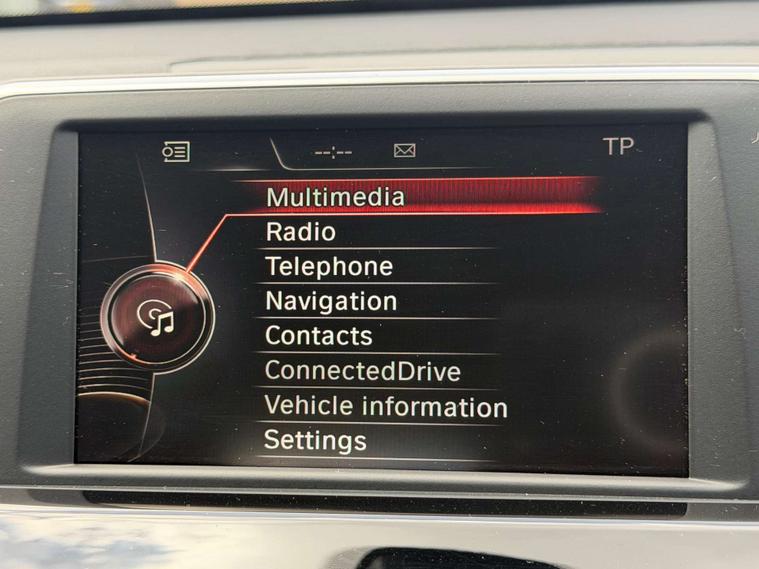 --:--
TP
Multimedia
Radio
Telephone
Navigation
Contacts
ConnectedDrive
Vehicle information
Settings